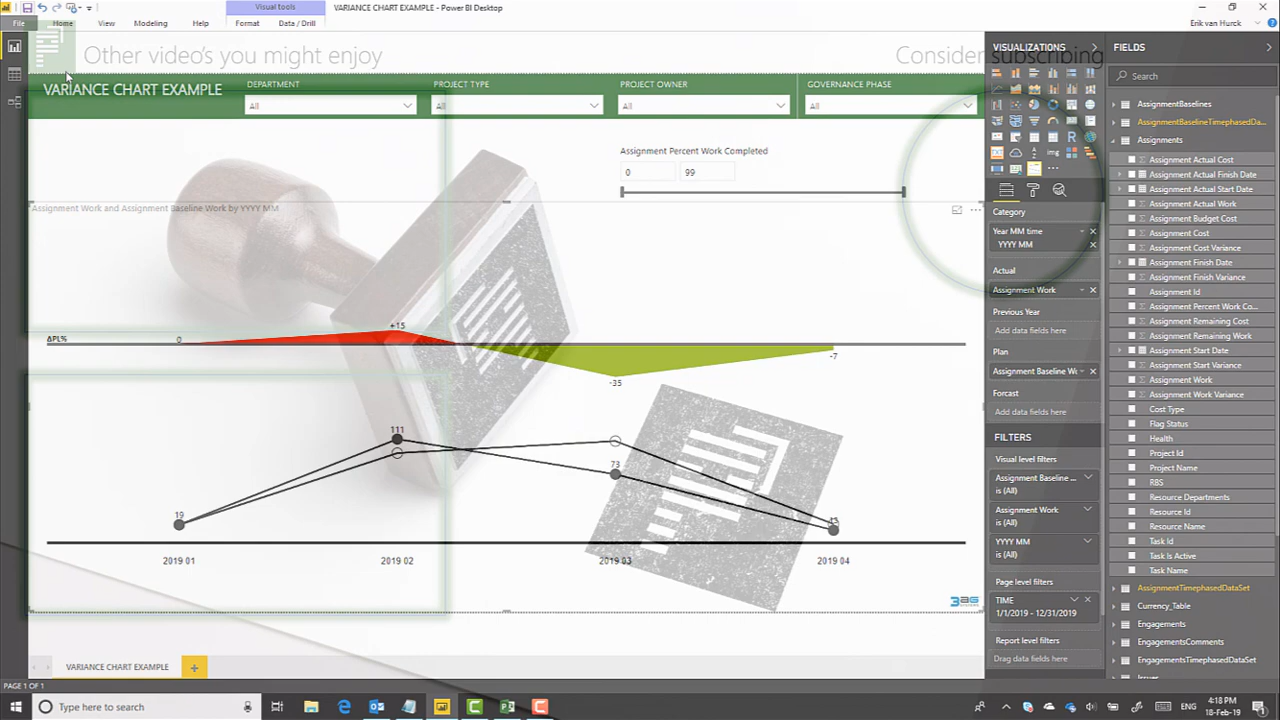 Visual tools
VARIANCE CHART EXAMPLE - Power BI Desktop
File
Home
View
Modeling
Help
Format
Data / Drill
Erik van Hurck
Other video's you might enjoy
Consider subscribing
VARIANCE CHART EXAMPLE
DEPARTMENT
All
PROJECT TYPE
All
PROJECT OWNER
All
GOVERNANCE PHASE
All
Assignment Percent Work Completed
0
99
Assignment Work and Assignment Baseline Work by YYYY MM
ΔPL%
0
+15
-35
-7
19
111
73
2019 01
2019 02
2019 03
2019 04
VARIANCE CHART EXAMPLE
PAGE 1 OF 1
VISUALIZATIONS
Category
Year MM time
YYYY MM
Actual
Assignment Work
Previous Year
Add data fields here
Plan
Assignment Baseline Wo
Forcast
Add data fields here
FILTERS
Visual level filters
Assignment Baseline ...
is (All)
Assignment Work
is (All)
YYYY MM
is (All)
Page level filters
TIME
1/1/2019 - 12/31/2019
Report level filters
Drag data fields here
FIELDS
Search
AssignmentBaselines
AssignmentBaselineTimephasedDa...
Assignments
Assignment Actual Cost
Assignment Actual Finish Date
Assignment Actual Start Date
Assignment Actual Work
Assignment Budget Cost
Assignment Cost
Assignment Cost Variance
Assignment Finish Date
Assignment Finish Variance
Assignment Id
Assignment Percent Work Co...
Assignment Remaining Cost
Assignment Remaining Work
Assignment Start Date
Assignment Start Variance
Assignment Work
Assignment Work Variance
Cost Type
Flag Status
Health
Project Id
Project Name
RBS
Resource Departments
Resource Id
Resource Name
Task Id
Task Is Active
Task Name
AssignmentTimephasedDataSet
Currency_Table
Engagements
EngagementsComments
EngagementsTimephasedDataSet
Type here to search
4:18 PM
18-Feb-19